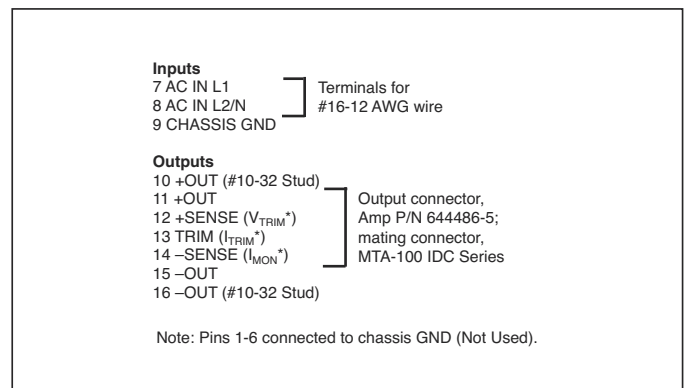 Inputs
7 AC IN L1
8 AC IN L2/N
9 CHASSIS GND
Terminals for
#16-12 AWG wire
Outputs
10 +OUT (#10-32 Stud)
11 +OUT
12 +SENSE (VTRIM*)
13 TRIM (ITRIM*)
14 –SENSE (IMON*)
15 –OUT
16 –OUT (#10-32 Stud)
Output connector,
Amp P/N 644486-5;
mating connector,
MTA-100 IDC Series
Note: Pins 1-6 connected to chassis GND (Not Used).